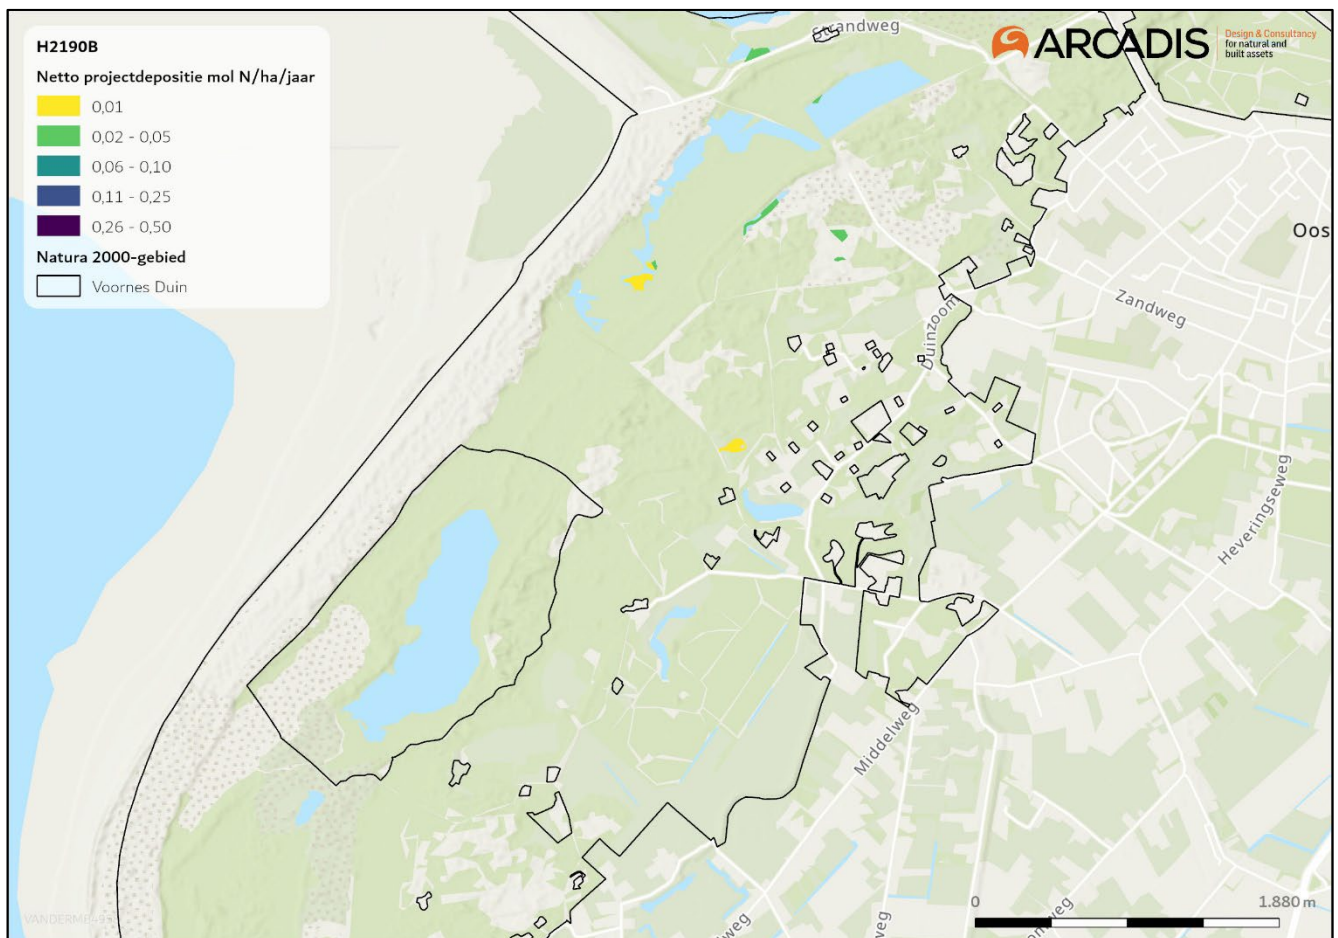 H2190B
Netto projectdepositie mol N/ha/jaar
0,01
0,02 - 0,05
0,06 - 0,10
0,11 - 0,25
0,26 - 0,50
Natura 2000-gebied
Voornes Duin
Strandweg
ARCADIS
Design & Consultancy
for natural and
built assets
Oos
Zandweg
Duinzoom
Heveringseweg
Middelweg
0
1.880 m